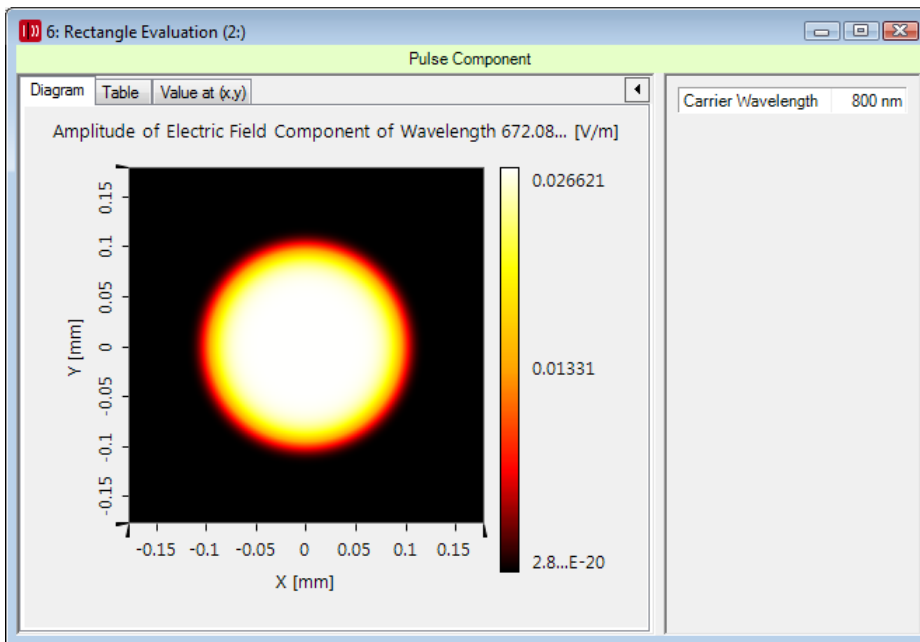 6: Rectangle Evaluation (2:)
Pulse Component
Diagram Table Value at (x,y)
Carrier Wavelength 800 nm
Amplitude of Electric Field Component of Wavelength 672.08... [V/m]
0.15
0.1
0.05
0
-0.05
-0.1
-0.15
Y [mm]
-0.15 -0.1 -0.05 0 0.05 0.1 0.15
X [mm]
0.026621
0.01331
2.8...E-20